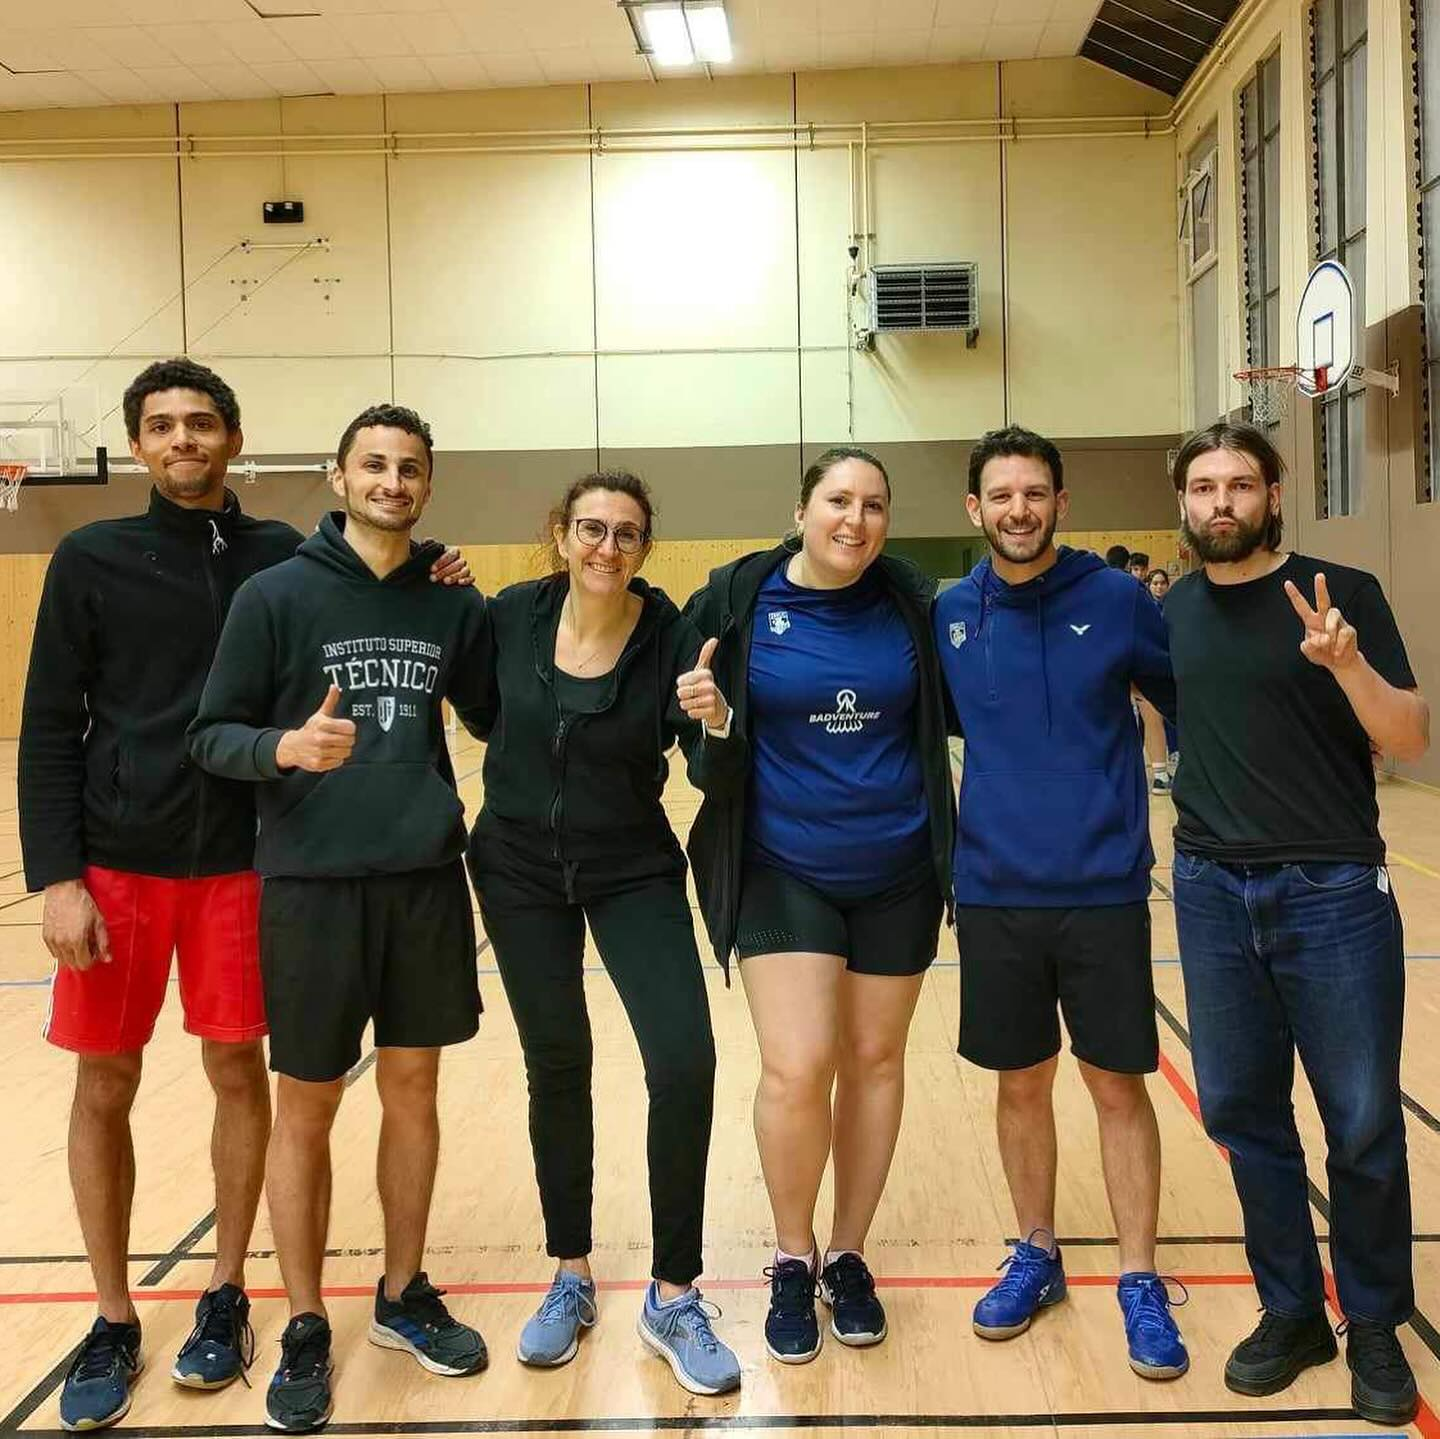 INSTITUTO SUPERIOR
TÉCNICO
EST. 1911
BADVENTURE